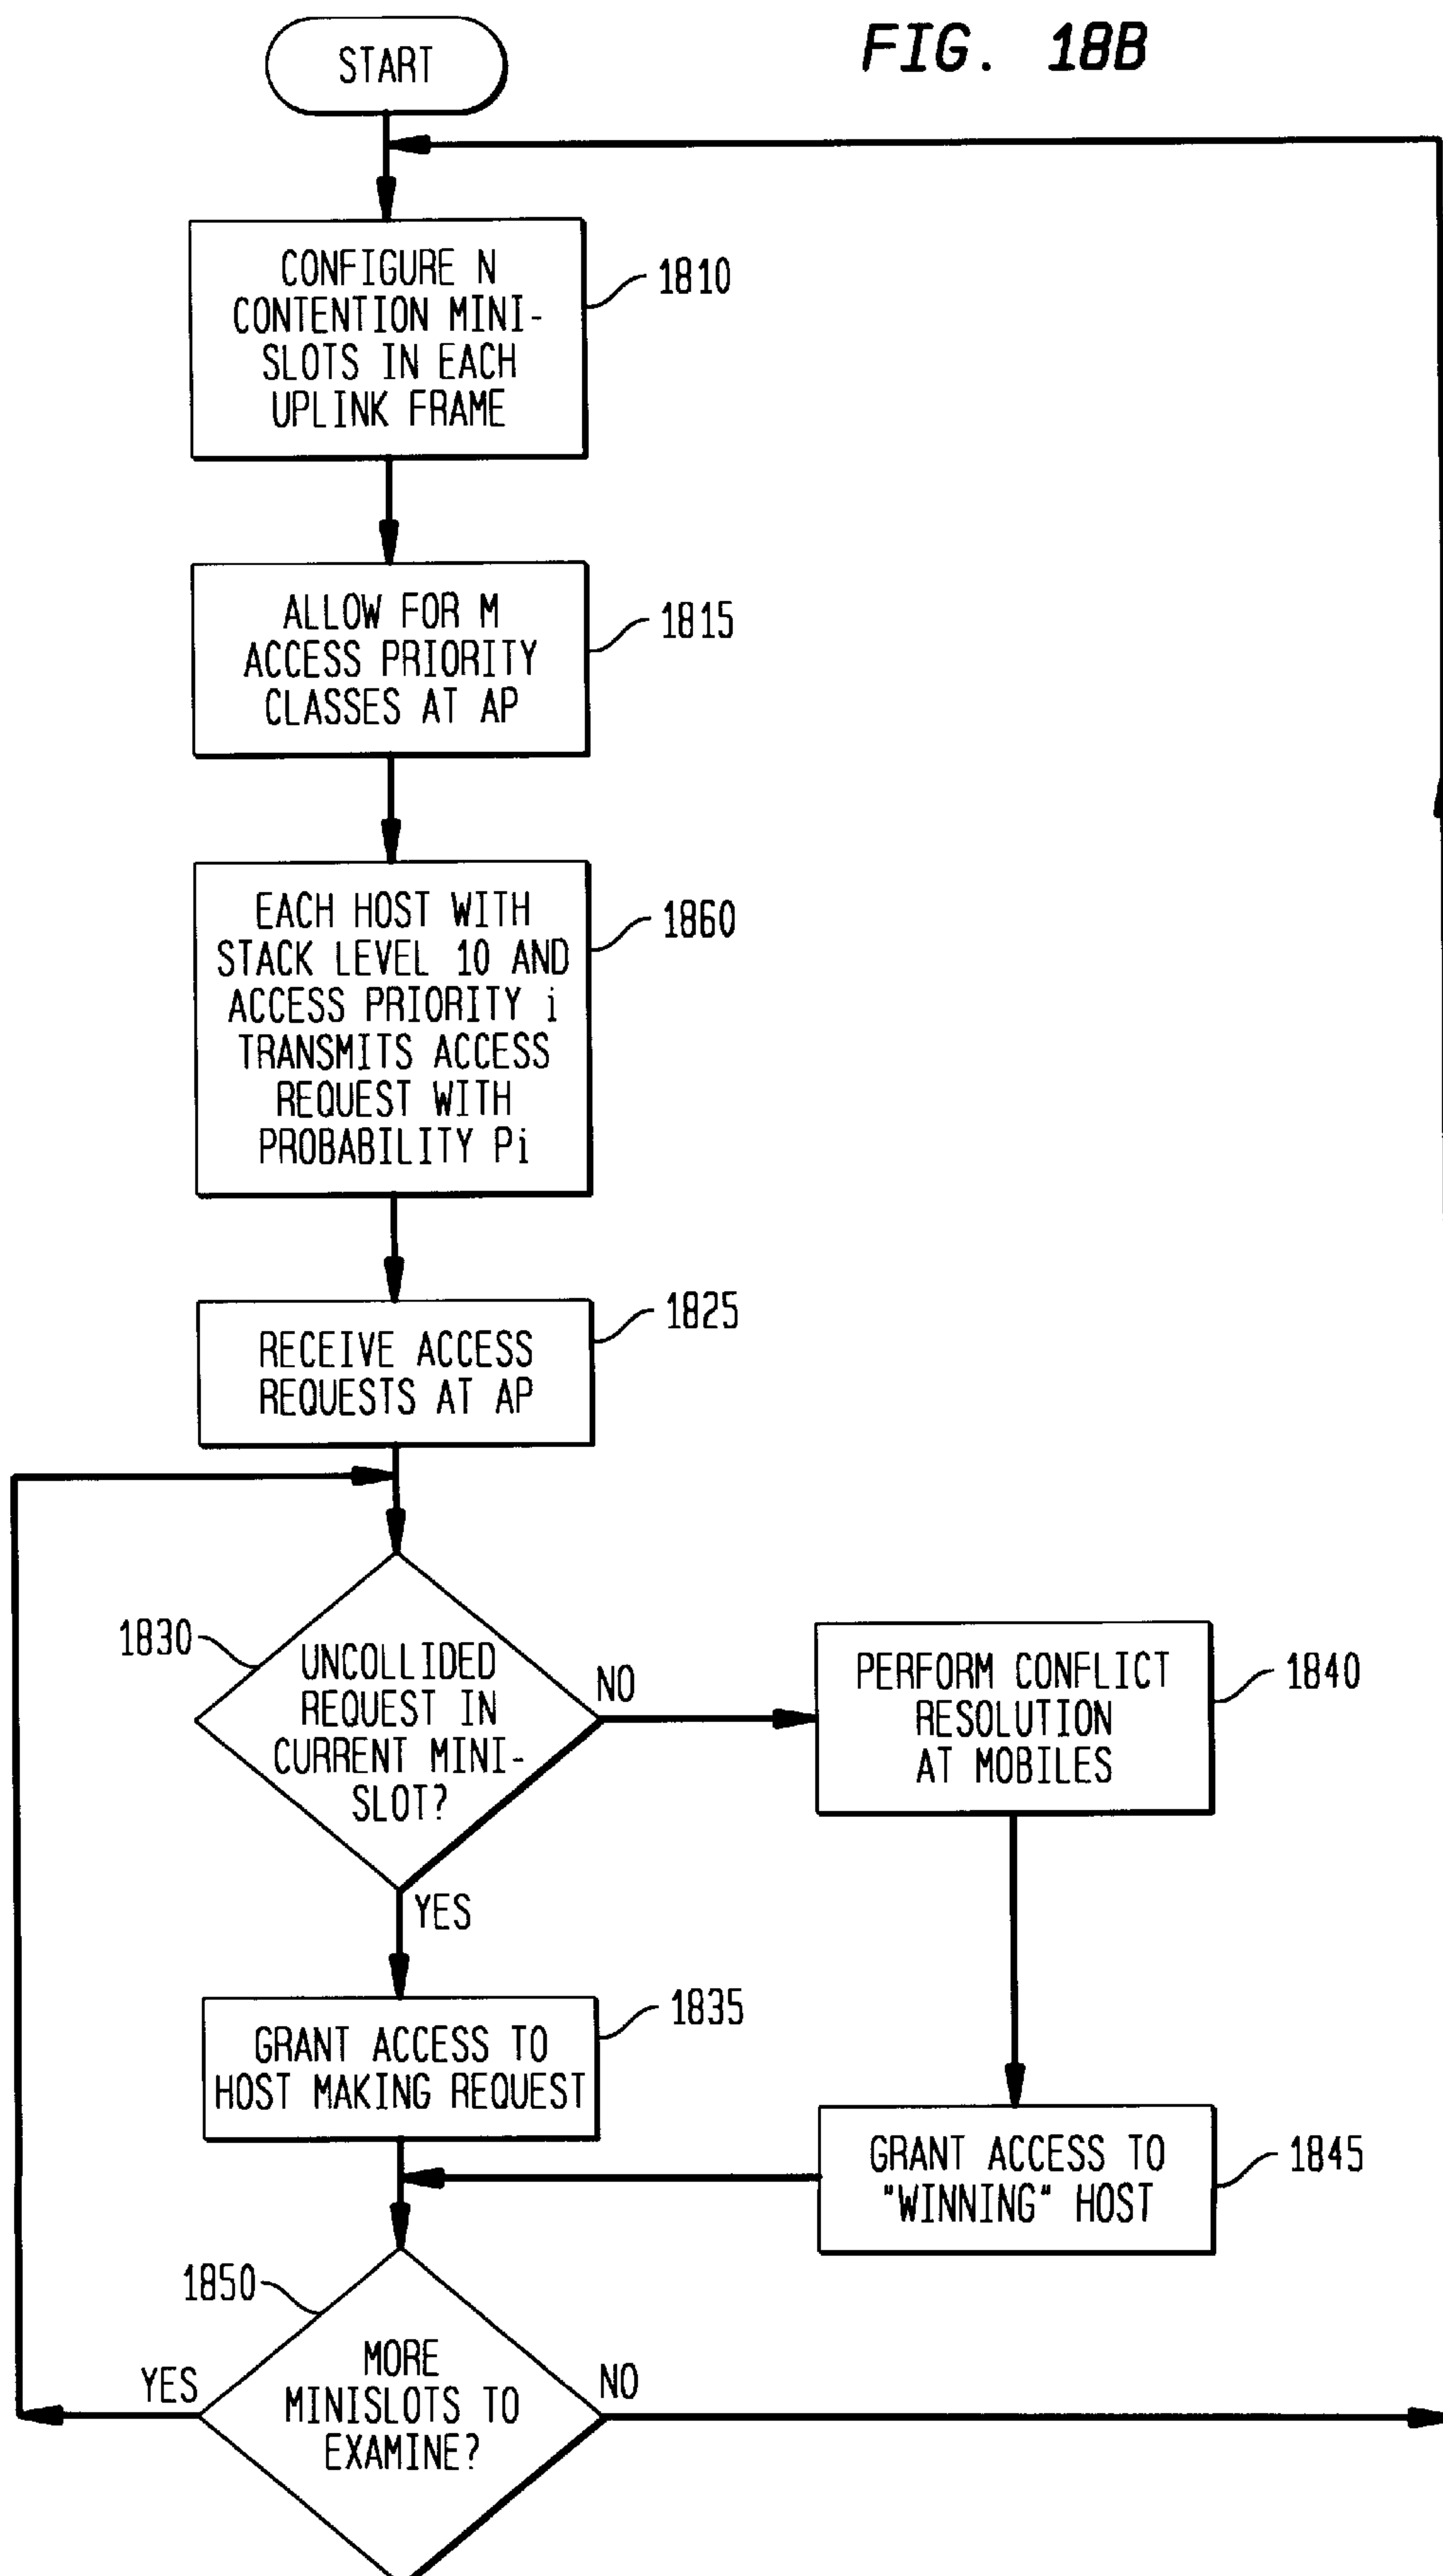 FIG. 18B
START
CONFIGURE N
CONTENTION MINI-
SLOTS IN EACH
UPLINK FRAME
1810
ALLOW FOR M
ACCESS PRIORITY
CLASSES AT AP
1815
EACH HOST WITH
STACK LEVEL 10 AND
ACCESS PRIORITY i
TRANSMITS ACCESS
REQUEST WITH
PROBABILITY Pi
1860
RECEIVE ACCESS
REQUESTS AT AP
1825
1830
UNCOLLIDED
REQUEST IN
CURRENT MINI-
SLOT?
NO
YES
PERFORM CONFLICT
RESOLUTION
AT MOBILES
1840
GRANT ACCESS TO
HOST MAKING REQUEST
1835
GRANT ACCESS TO
"WINNING" HOST
1845
1850
MORE
MINISLOTS TO
EXAMINE?
YES
NO